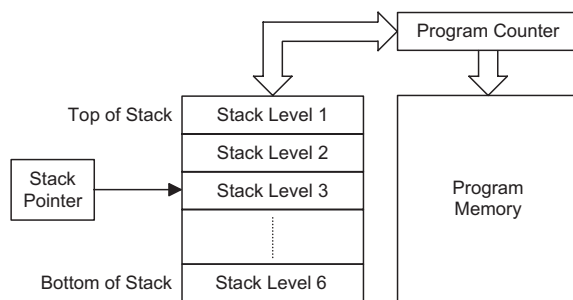 Program Counter
Top of Stack
Stack Level 1
Stack Level 2
Stack
Pointer
Stack Level 3
Program
Memory
Bottom of Stack
Stack Level 6